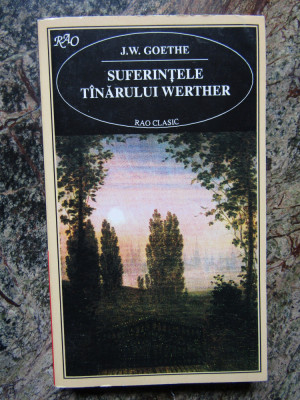 RAO
J.W. GOETHE
SUFERINȚELE
TÎNĂRULUI WERTHER
RAO CLASIC